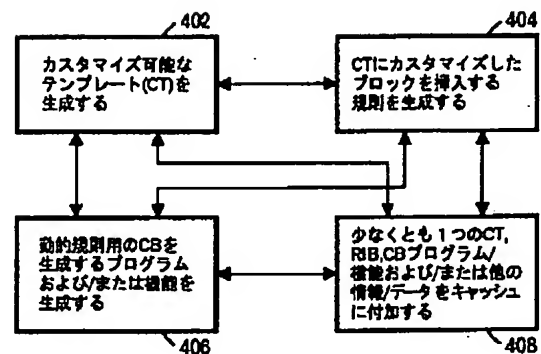 402
カスタマイズ可能な
テンプレート(CT)を
生成する
404
CTにカスタマイズした
ブロックを挿入する
規則を生成する
動的規則用のCBを
生成するプログラム
および/または機能を
生成する
406
少なくとも1つのCT,
RIB,CBプログラム/
機能および/または他の
情報/データをキャッシュ
に付加する
408